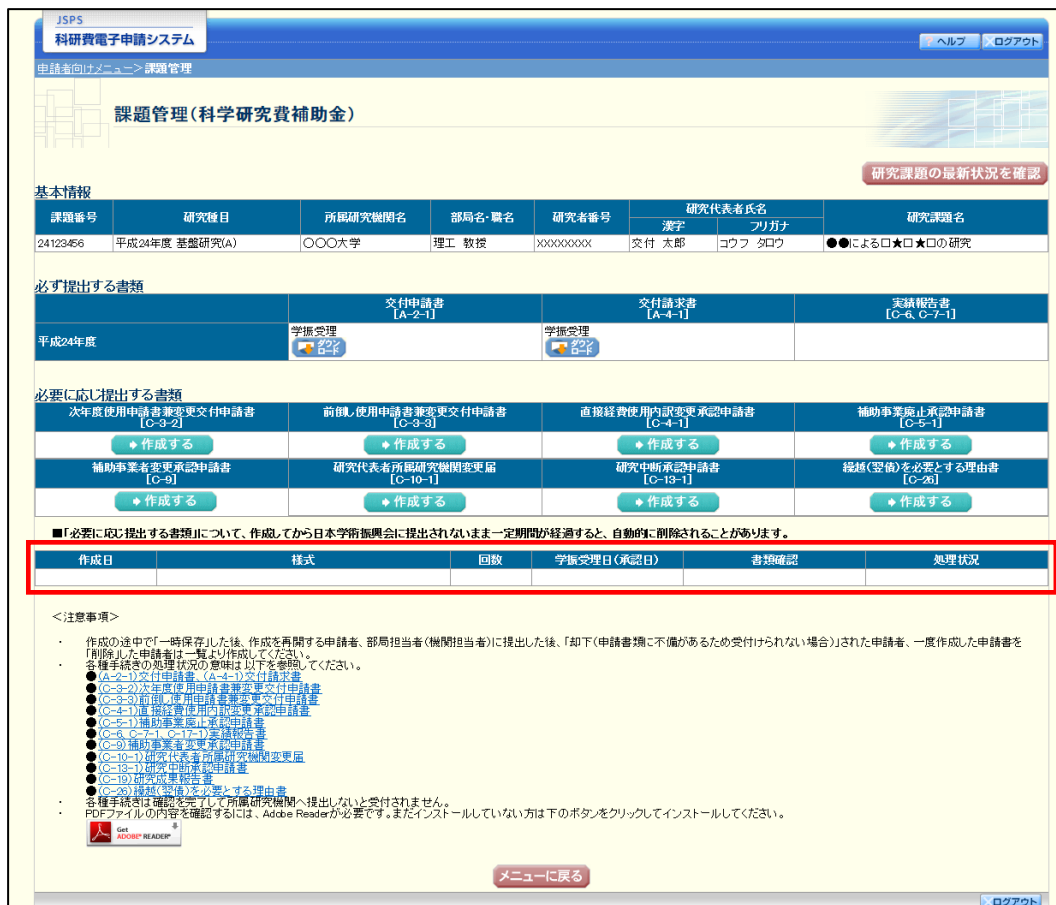 JSPS
科研費電子申請システム
ヘルプ
ログアウト
申請者向けメニュー>課題管理
課題管理(科学研究費補助金)
研究課題の最新状況を確認
基本情報
課題番号 研究種目 所属研究機関名 部局名・職名 研究者番号 研究代表者氏名 研究課題名
漢字 フリガナ
24123456 平成24年度 基盤研究(A) 〇〇〇大学 理工 教授 XXXXXXXX 交付 太郎 コウフ タロウ ●●による□★□★□の研究
必ず提出する書類
交付申請書 交付請求書 実績報告書
[A-2-1] [A-4-1] [C-6、C-7-1]
平成24年度 学振受理 学振受理
ダウンロード ダウンロード
必要に応じ提出する書類
次年度使用申請書兼変更交付申請書 前倒し使用申請書兼変更交付申請書 直接経費使用内訳変更承認申請書 補助事業廃止承認申請書
[C-3-2] [C-3-3] [C-4-1] [C-5-1]
作成する 作成する 作成する 作成する
補助事業者変更承認申請書 研究代表者所属研究機関変更届 研究中断承認申請書 繰越(翌債)を必要とする理由書
[C-9] [C-10-1] [C-13-1] [C-26]
作成する 作成する 作成する 作成する
■「必要に応じ提出する書類」について、作成してから日本学術振興会に提出されないまま一定期間が経過すると、自動的に削除されることがあります。
作成日 様式 回数 学振受理日(承認日) 書類確認 処理状況
<注意事項>
・ 作成の途中で「一時保存」した後、作成を再開する申請者、部局担当者(機関担当者)に提出した後、「却下(申請書類に不備があるため受付けられない場合)」された申請者、一度作成した申請書を
「削除」した申請者は一覧より作成してください。
・ 各種手続きの処理状況の意味は以下を参照してください。
●(A-2-1)交付申請書、(A-4-1)交付請求書
●(C-3-2)次年度使用申請書兼変更交付申請書
●(C-3-3)前倒し使用申請書兼変更交付申請書
●(C-4-1)直接経費使用内訳変更承認申請書
●(C-5-1)補助事業廃止承認申請書
●(C-6、C-7-1、C-17-1)実績報告書
●(C-9)補助事業者変更承認申請書
●(C-10-1)研究代表者所属研究機関変更届
●(C-13-1)研究中断承認申請書
●(C-19)研究成果報告書
●(C-26)繰越(翌債)を必要とする理由書
・ 各種手続きは確認を完了して所属研究機関へ提出しないと受付されません。
・ PDFファイルの内容を確認するには、Adobe Readerが必要です。まだインストールしていない方は下のボタンをクリックしてインストールしてください。
Get
ADOBE® READER®
メニューに戻る
ログアウト